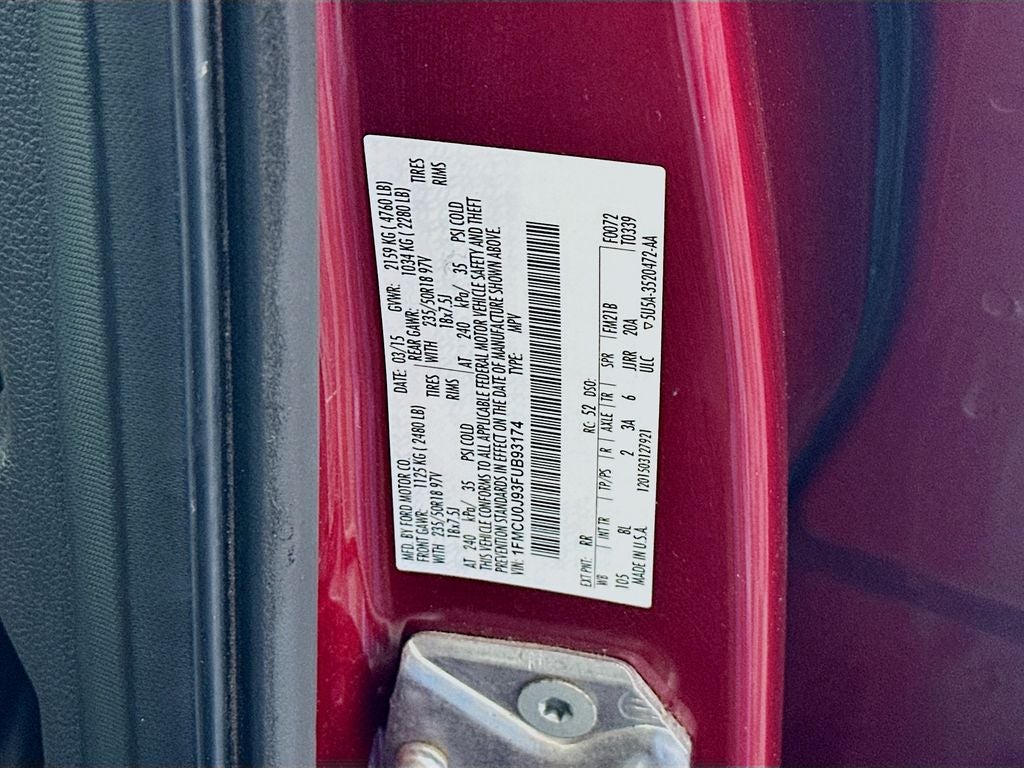 MFD. BY FORD MOTOR CO.
DATE: 03/15 GVWR: 2159 KG ( 4760 LB)
FRONT GAWR: 1125 KG ( 2480 LB) REAR GAWR: 1034 KG ( 2280 LB)
WITH 235/50R18 97V TIRES WITH 235/50R18 97V TIRES
18x7.5J RIMS 18x7.5J RIMS
AT 240 kPa/ 35 PSI COLD AT 240 kPa/ 35 PSI COLD
THIS VEHICLE CONFORMS TO ALL APPLICABLE FEDERAL MOTOR VEHICLE SAFETY AND THEFT
PREVENTION STANDARDS IN EFFECT ON THE DATE OF MANUFACTURE SHOWN ABOVE.
VIN: 1FMCU0J93FUB93174 TYPE: MPV
EXT PNT: RR RC: 52 DSO:
WB INT TR TP/PS R AXLE TR SPR FM21B F0072
105 BL 2 3A 6 JJRR 20A T0339
MADE IN U.S.A. 1201503127921 ULC ▽5U5A-3520472-AA